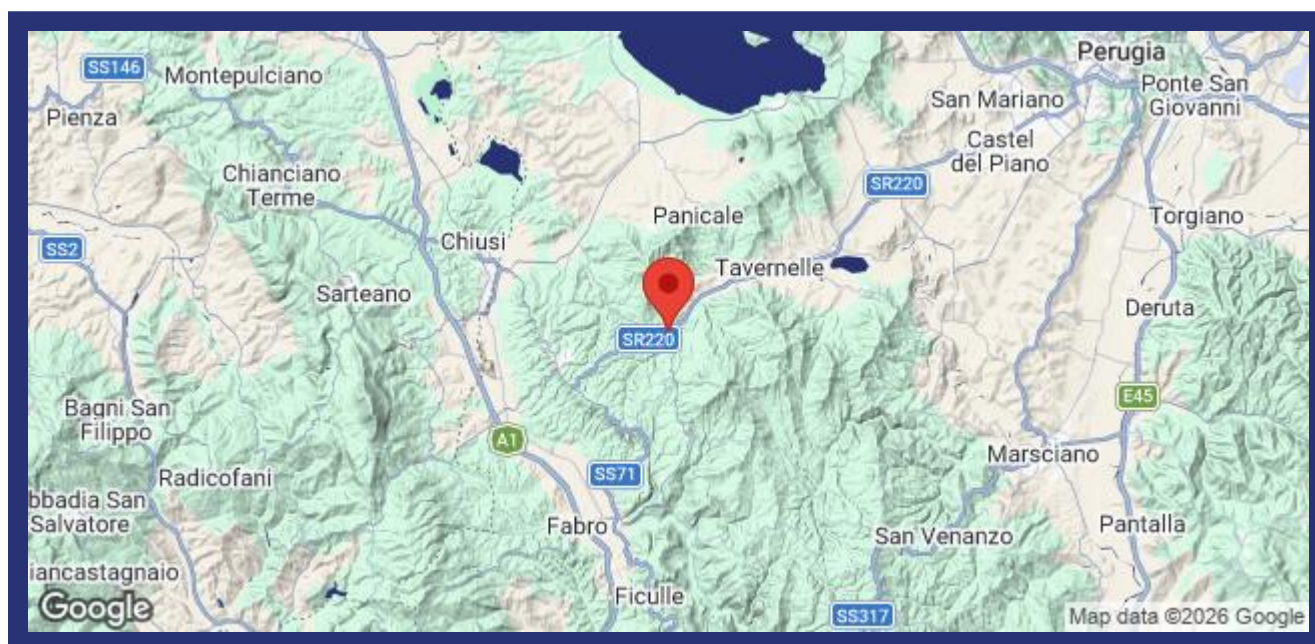 Perugia
SS146
Montepulciano
Ponte San
Giovanni
San Mariano
Pienza
Castel
del Piano
Chianciano
Terme
SR220
Panicale
Torgiano
Chiusi
SS2
Tavernelle
Sarteano
Deruta
SR220
E45
Bagni San
Filippo
A1
Marsciano
SS71
Radicofani
bbadia San
Salvatore
Fabro
San Venanzo
Pantalla
iancastagnaio
Ficulle
Google
SS317
Map data ©2026 Google